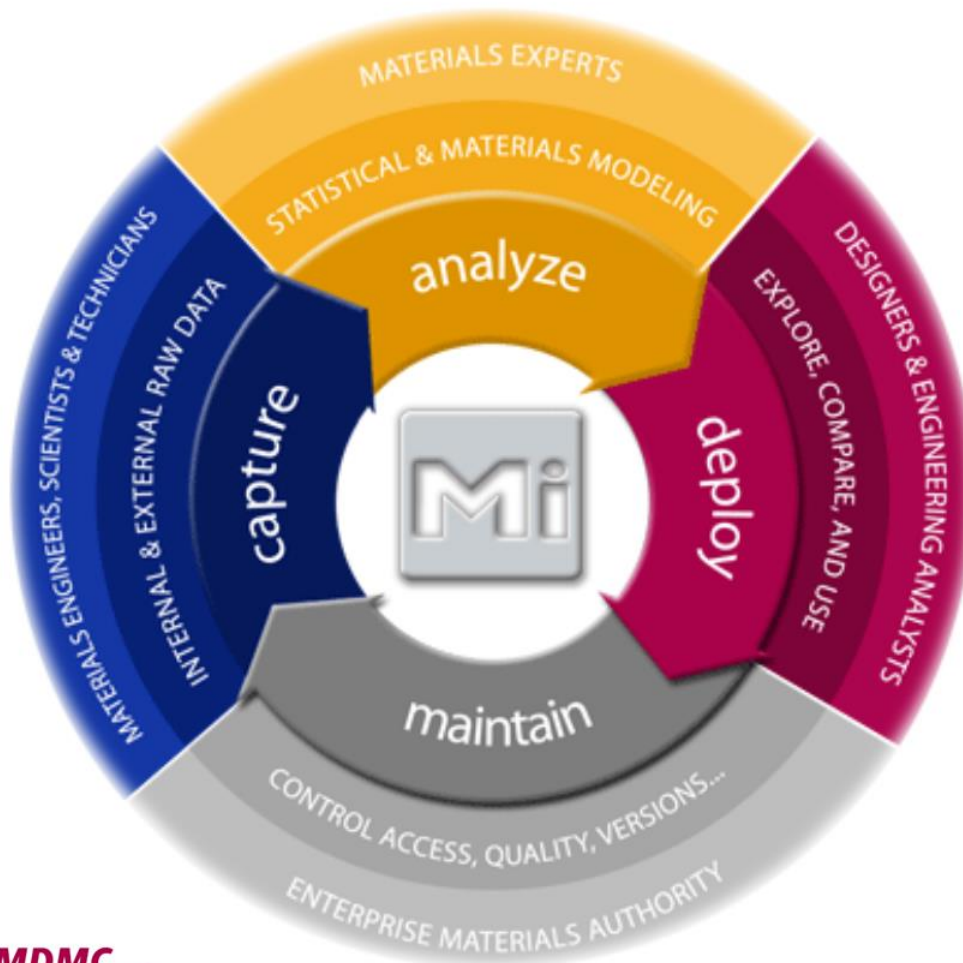 MATERIALS EXPERTS
STATISTICAL & MATERIALS MODELING
analyze
MATERIALS ENGINEERS, SCIENTISTS & TECHNICIANS
INTERNAL & EXTERNAL RAW DATA
capture
Mi
deploy
EXPLORE, COMPARE, AND USE
DESIGNERS & ENGINEERING ANALYSTS
maintain
CONTROL ACCESS, QUALITY, VERSIONS...
ENTERPRISE MATERIALS AUTHORITY
MDMC